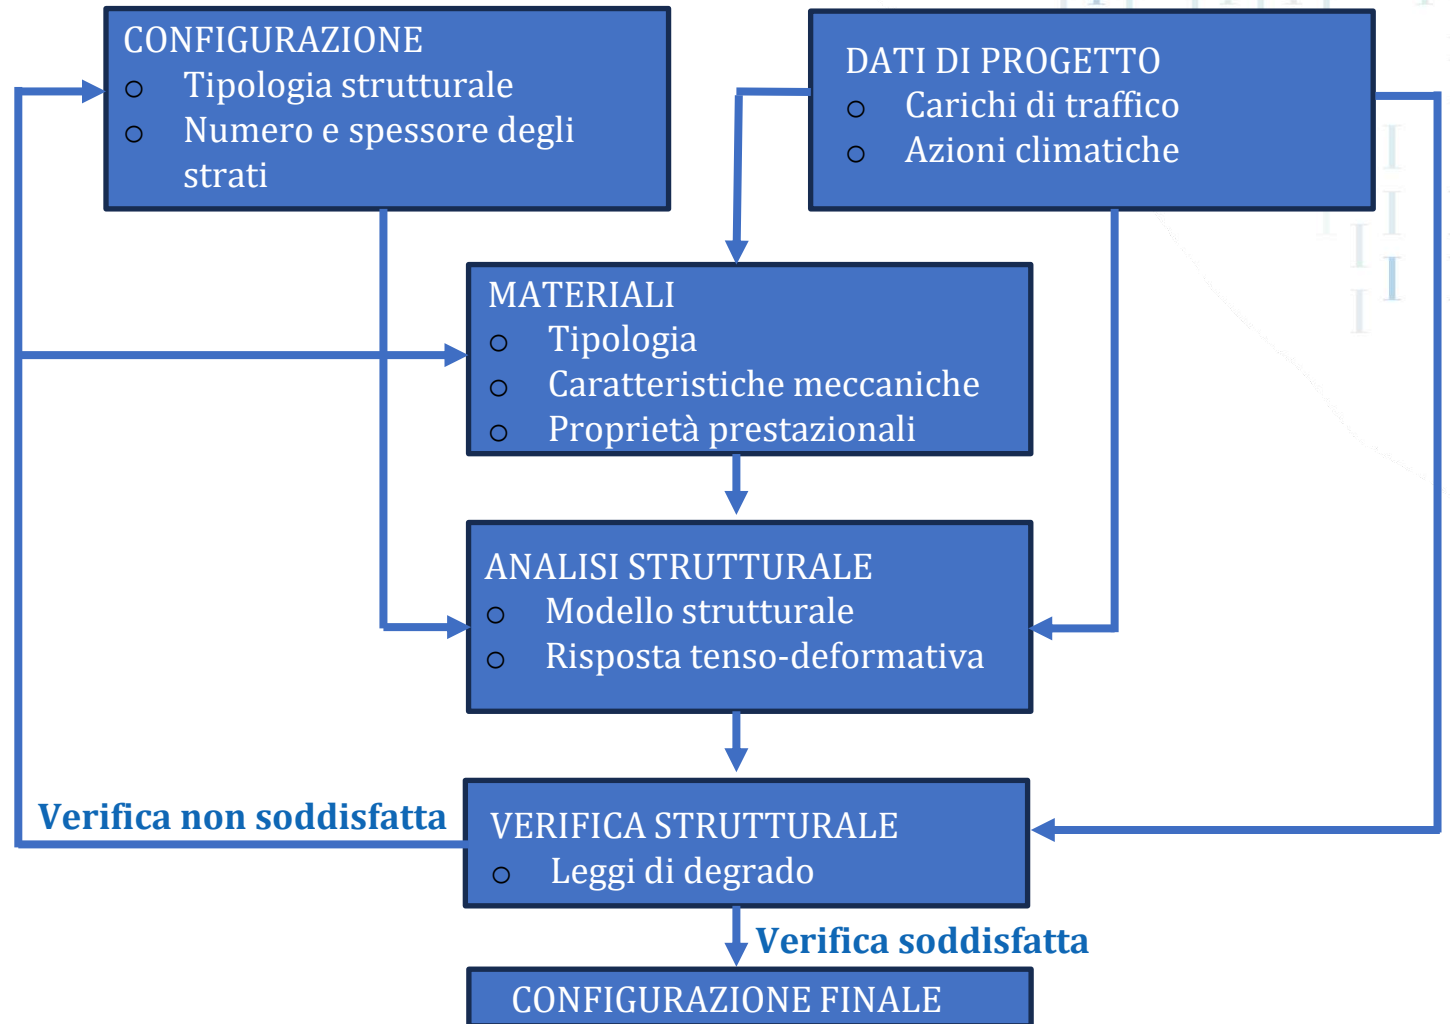 CONFIGURAZIONE
o Tipologia strutturale
o Numero e spessore degli
strati
DATI DI PROGETTO
o Carichi di traffico
o Azioni climatiche
MATERIALI
o Tipologia
o Caratteristiche meccaniche
o Proprietà prestazionali
ANALISI STRUTTURALE
o Modello strutturale
o Risposta tenso-deformativa
Verifica non soddisfatta
VERIFICA STRUTTURALE
o Leggi di degrado
Verifica soddisfatta
CONFIGURAZIONE FINALE